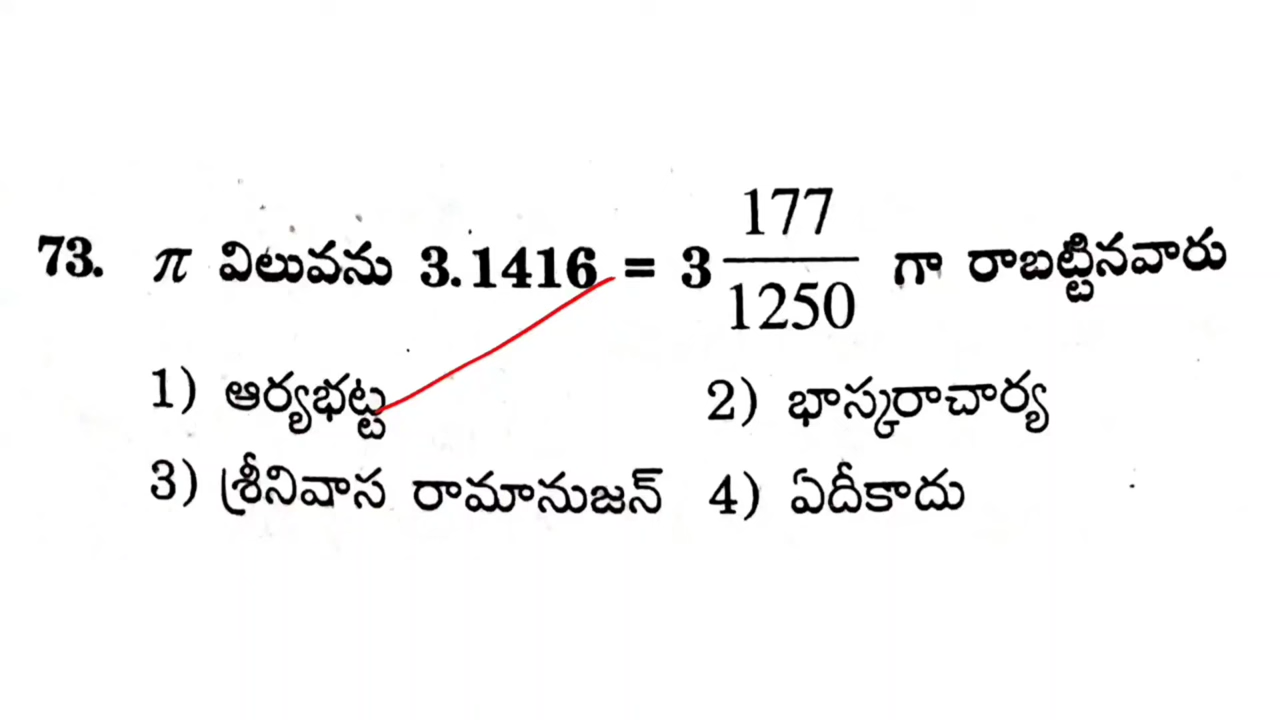 73. π విలువను 3.1416 = 3 177/1250 గా రాబట్టినవారు
1) ఆర్యభట్ట 2) భాస్కరాచార్య
3) శ్రీనివాస రామానుజన్ 4) ఏదీకాదు